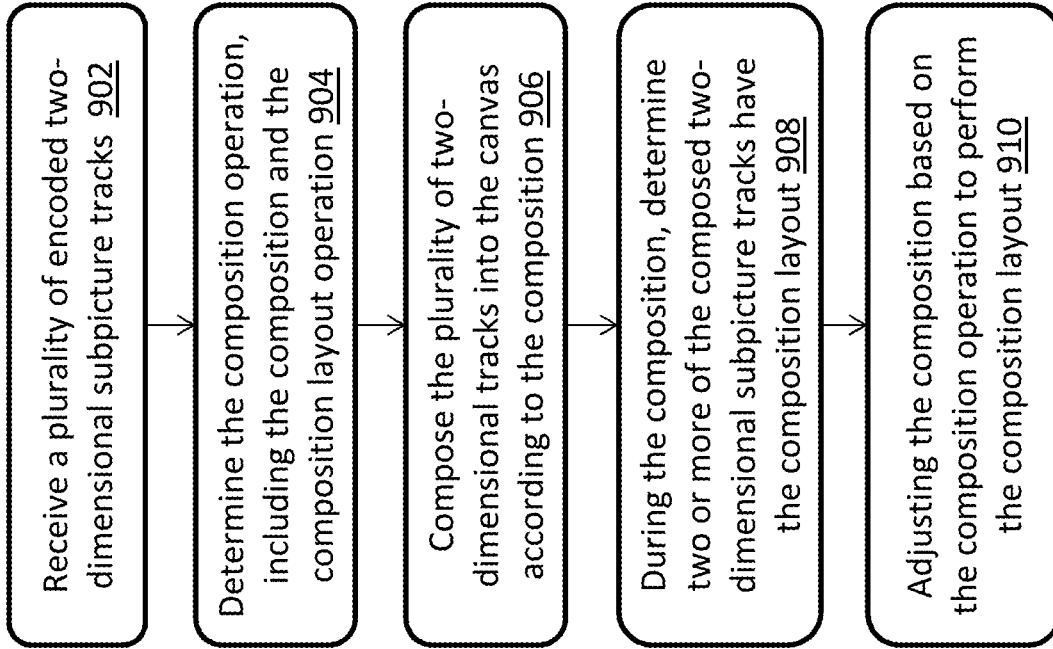 Receive a plurality of encoded two-
dimensional subpicture tracks 902
Determine the composition operation,
including the composition and the
composition layout operation 904
Compose the plurality of two-
dimensional tracks into the canvas
according to the composition 906
During the composition, determine
two or more of the composed two-
dimensional subpicture tracks have
the composition layout 908
Adjusting the composition based on
the composition operation to perform
the composition layout 910